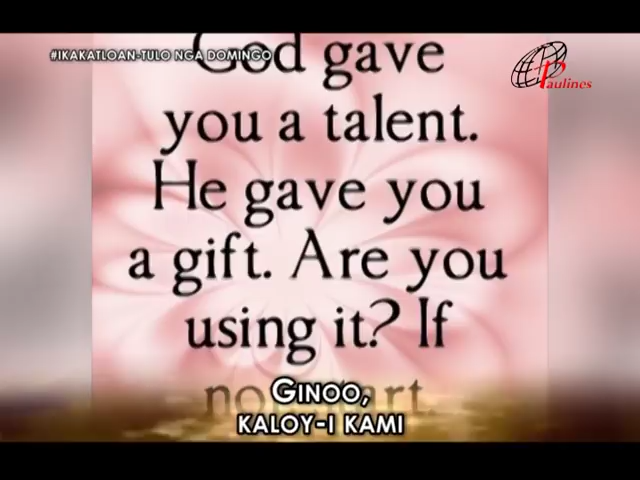 #IKAKATLOAN-TULO NGA DOMINGO
Paulines
God gave
you a talent.
He gave you
a gift. Are you
using it? If
GINOO,
KALOY-I KAMI